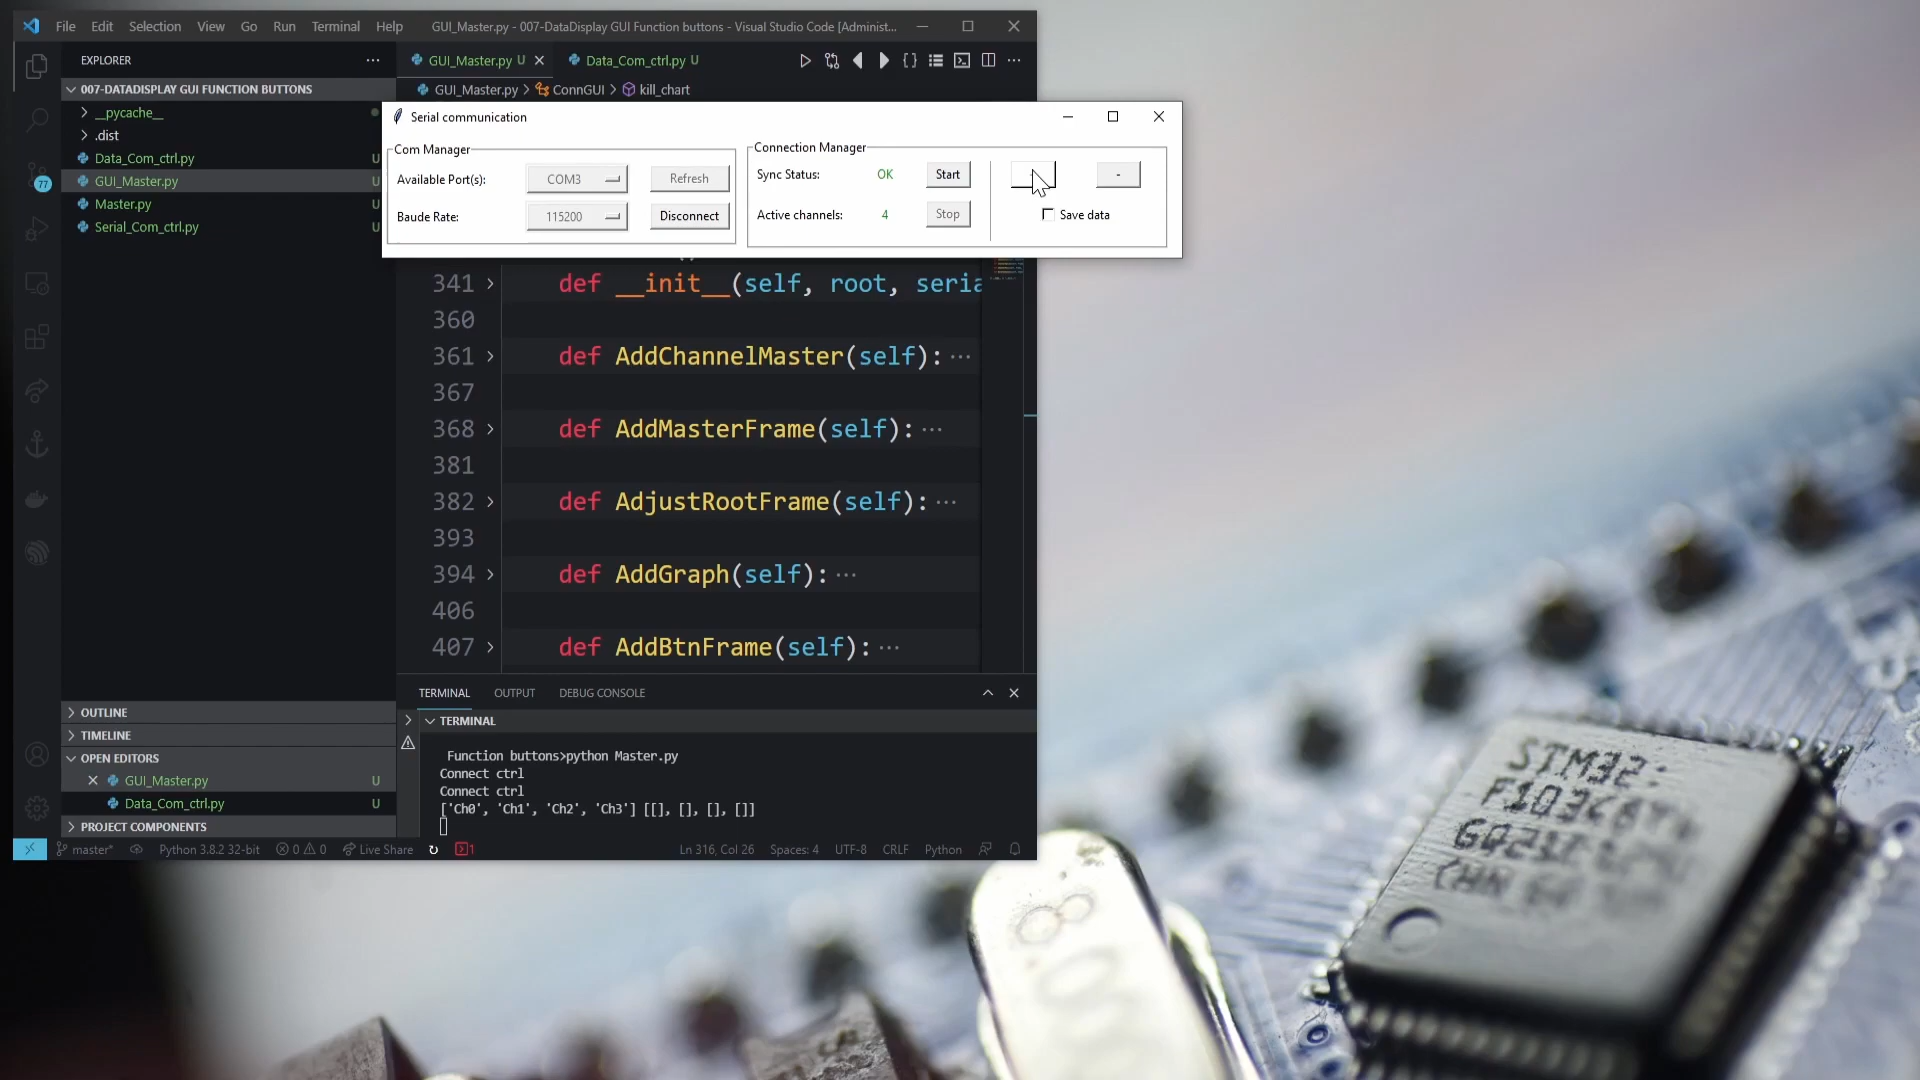 File Edit Selection View Go Run Terminal Help GUI_Master.py - 007-DataDisplay GUI Function buttons - Visual Studio Code [Administ...
EXPLORER
GUI_Master.py U
Data_Com_ctrl.py U
007-DATADISPLAY GUI FUNCTION BUTTONS
GUI_Master.py > ConnGUI > kill_chart
__pycache__
.dist
Data_Com_ctrl.py U
GUI_Master.py U
Master.py U
Serial_Com_ctrl.py U
77
Serial communication
Com Manager
Available Port(s): COM3 Refresh
Baude Rate: 115200 Disconnect
Connection Manager
Sync Status: OK Start -
Active channels: 4 Stop Save data
341 def __init__(self, root, seria
360
361 def AddChannelMaster(self):···
367
368 def AddMasterFrame(self):···
381
382 def AdjustRootFrame(self):···
393
394 def AddGraph(self):···
406
407 def AddBtnFrame(self):···
TERMINAL OUTPUT DEBUG CONSOLE
TERMINAL
Function buttons>python Master.py
Connect ctrl
Connect ctrl
['Ch0', 'Ch1', 'Ch2', 'Ch3'] [[], [], [], []]
OUTLINE
TIMELINE
OPEN EDITORS
GUI_Master.py U
Data_Com_ctrl.py U
PROJECT COMPONENTS
master* Python 3.8.2 32-bit 0 0 Live Share 1 Ln 316, Col 26 Spaces: 4 UTF-8 CRLF Python
STM32